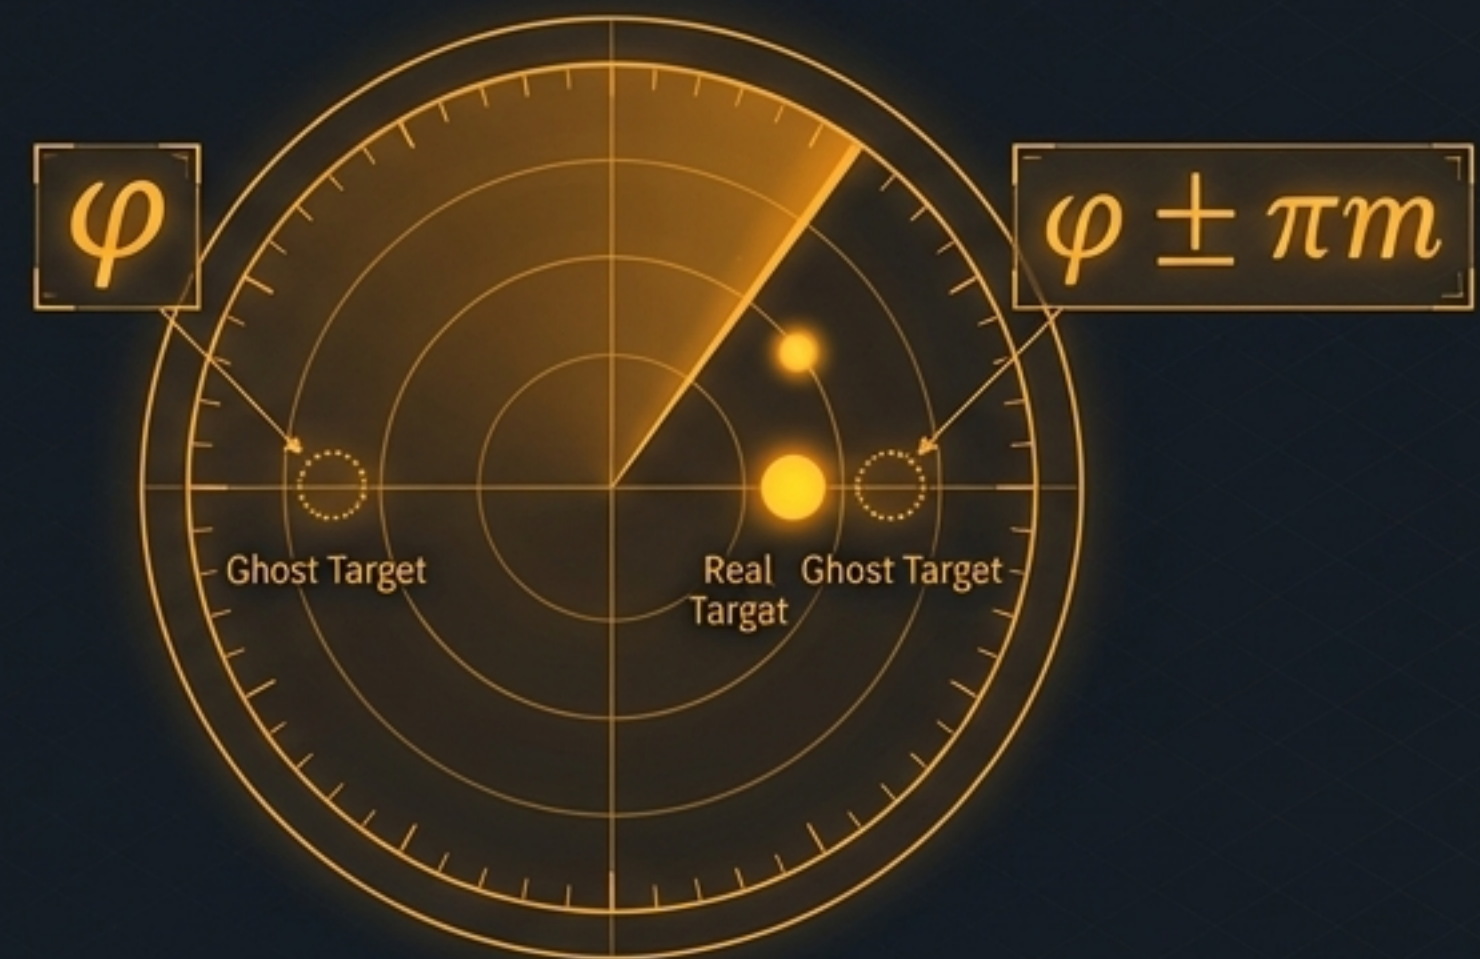 φ
φ ± πm
Ghost Target
Real
Targat
Ghost Target